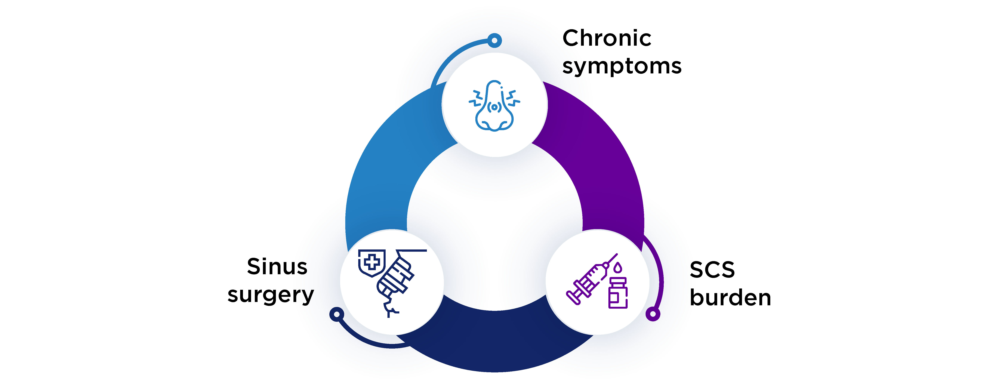 Chronic
symptoms
Sinus
surgery
SCS
burden